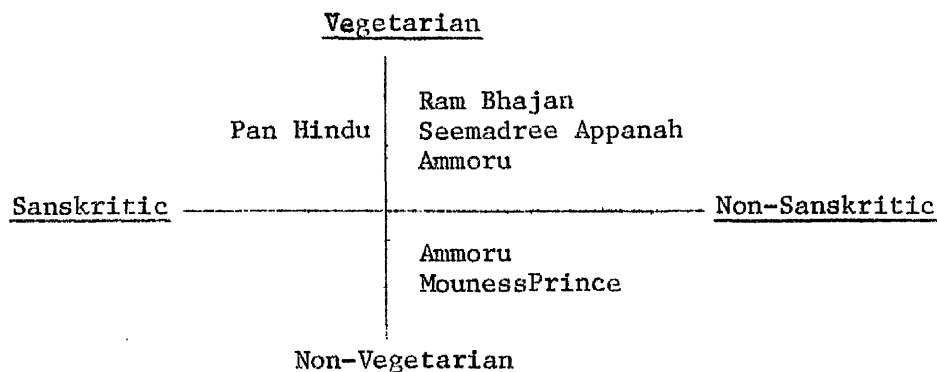 Vegetarian
Ram Bhajan
Pan Hindu Seemadree Appanah
Ammoru
Sanskritic Non-Sanskritic
Ammoru
MounessPrince
Non-Vegetarian